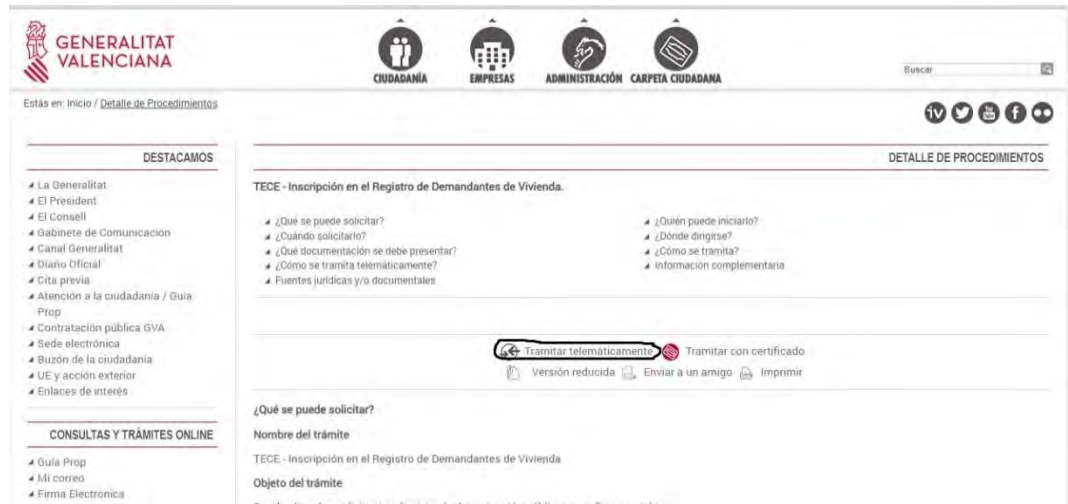 GENERALITAT
VALENCIANA
CIUDADANÍA
EMPRESAS
ADMINISTRACIÓN
CARPETA CIUDADANA
Buscar
Estás en: Inicio / Detalle de Procedimientos
DESTACAMOS
La Generalitat
El President
El Consell
Gabinete de Comunicacion
Canal Generalitat
Diario Oficial
Cita previa
Atención a la ciudadanía / Guía
Prop
Contratación pública GVA
Sede electrónica
Buzón de la ciudadanía
UE y acción exterior
Enlaces de interés
CONSULTAS Y TRÁMITES ONLINE
Guía Prop
Mi correo
Firma Electrónica
DETALLE DE PROCEDIMIENTOS
TECE - Inscripción en el Registro de Demandantes de Vivienda.
¿Qué se puede solicitar?
¿Cuándo solicitarlo?
¿Qué documentación se debe presentar?
¿Cómo se tramita telemáticamente?
Fuentes jurídicas y/o documentales
¿Quién puede iniciarlo?
¿Dónde dirigirse?
¿Cómo se tramita?
Información complementaria
Tramitar telemáticamente
Tramitar con certificado
Versión reducida
Enviar a un amigo
Imprimir
¿Qué se puede solicitar?
Nombre del trámite
TECE - Inscripción en el Registro de Demandantes de Vivienda
Objeto del trámite